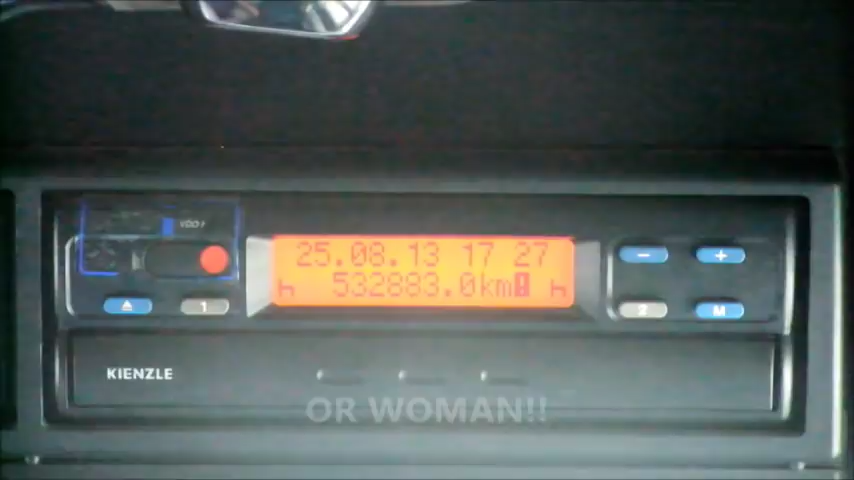 VDO
25.08.13 17 27
h 532883.0km! h
- +
1
2 M
KIENZLE
OR WOMAN!!